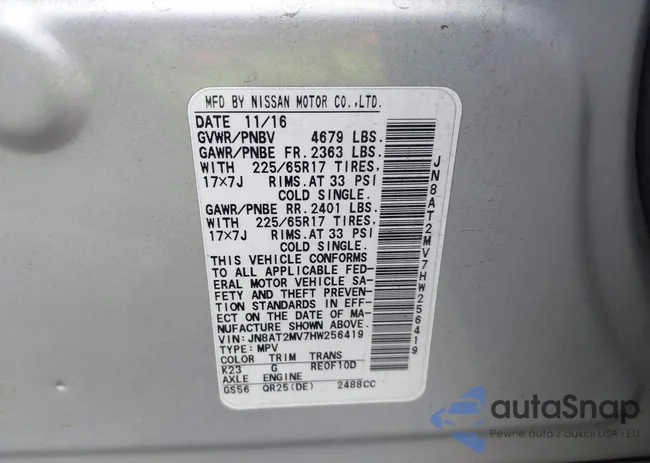 MFD BY NISSAN MOTOR CO.,LTD.
DATE 11/16
GVWR/PNBV 4679 LBS.
GAWR/PNBE FR. 2363 LBS.
WITH 225/65R17 TIRES,
17×7J RIMS.AT 33 PSI
COLD SINGLE.
GAWR/PNBE RR. 2401 LBS.
WITH 225/65R17 TIRES,
17×7J RIMS.AT 33 PSI
COLD SINGLE.
THIS VEHICLE CONFORMS
TO ALL APPLICABLE FED-
ERAL MOTOR VEHICLE SA-
FETY AND THEFT PREVEN-
TION STANDARDS IN EFF-
ECT ON THE DATE OF MA-
NUFACTURE SHOWN ABOVE.
VIN:JN8AT2MV7HW256419
TYPE:MPV
COLOR TRIM TRANS
K23 G RE0F10D
AXLE ENGINE
GS56 QR25(DE) 2488CC
JN8AT2MV7HW256419
autoSnap
Pewne auto z aukcji USA i EU